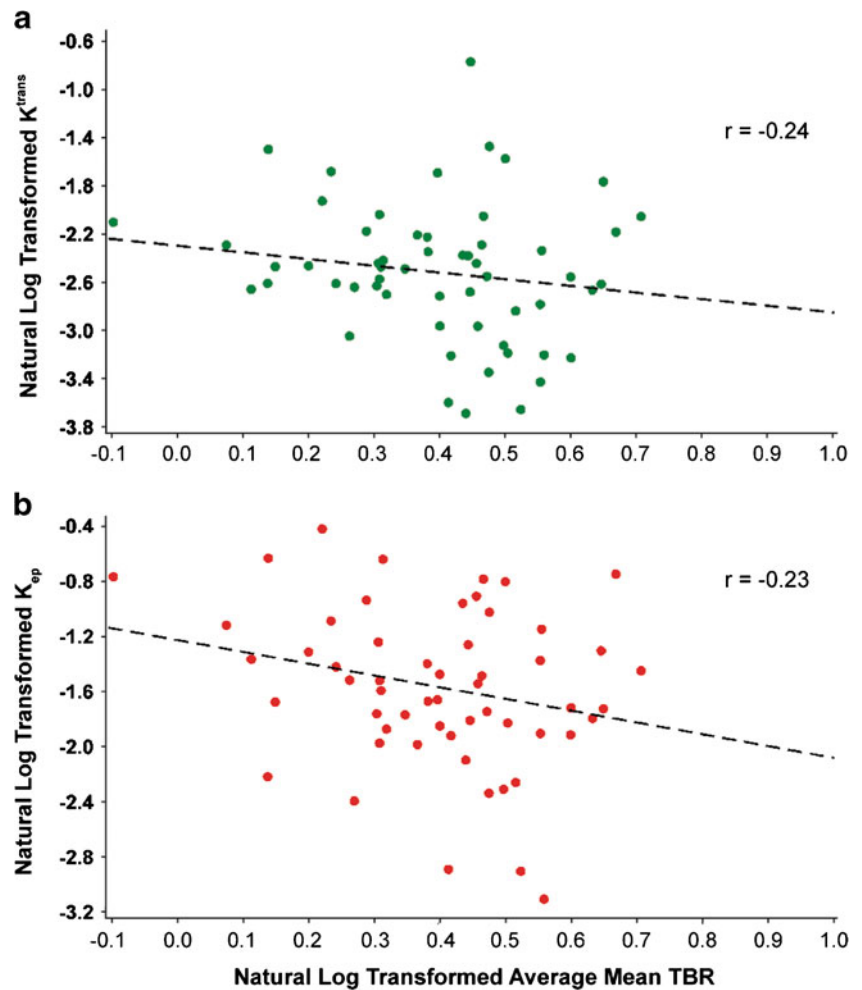 a
Natural Log Transformed K^trans
-0.6
-1.0
-1.4
-1.8
-2.2
-2.6
-3.0
-3.4
-3.8
r = -0.24
-0.1 0.0 0.1 0.2 0.3 0.4 0.5 0.6 0.7 0.8 0.9 1.0
b
Natural Log Transformed K_ep
-0.4
-0.8
-1.2
-1.6
-2.0
-2.4
-2.8
-3.2
r = -0.23
-0.1 0.0 0.1 0.2 0.3 0.4 0.5 0.6 0.7 0.8 0.9 1.0
Natural Log Transformed Average Mean TBR